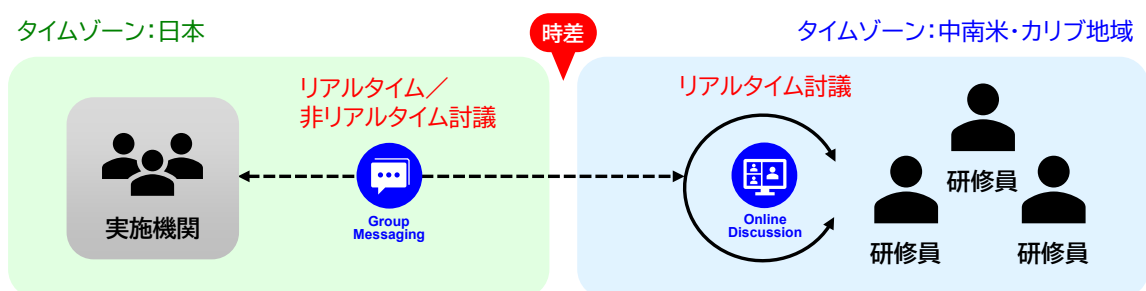 タイムゾーン：日本
時差
タイムゾーン：中南米・カリブ地域
リアルタイム／
非リアルタイム討議
リアルタイム討議
実施機関
Group
Messaging
Online
Discussion
研修員
研修員
研修員